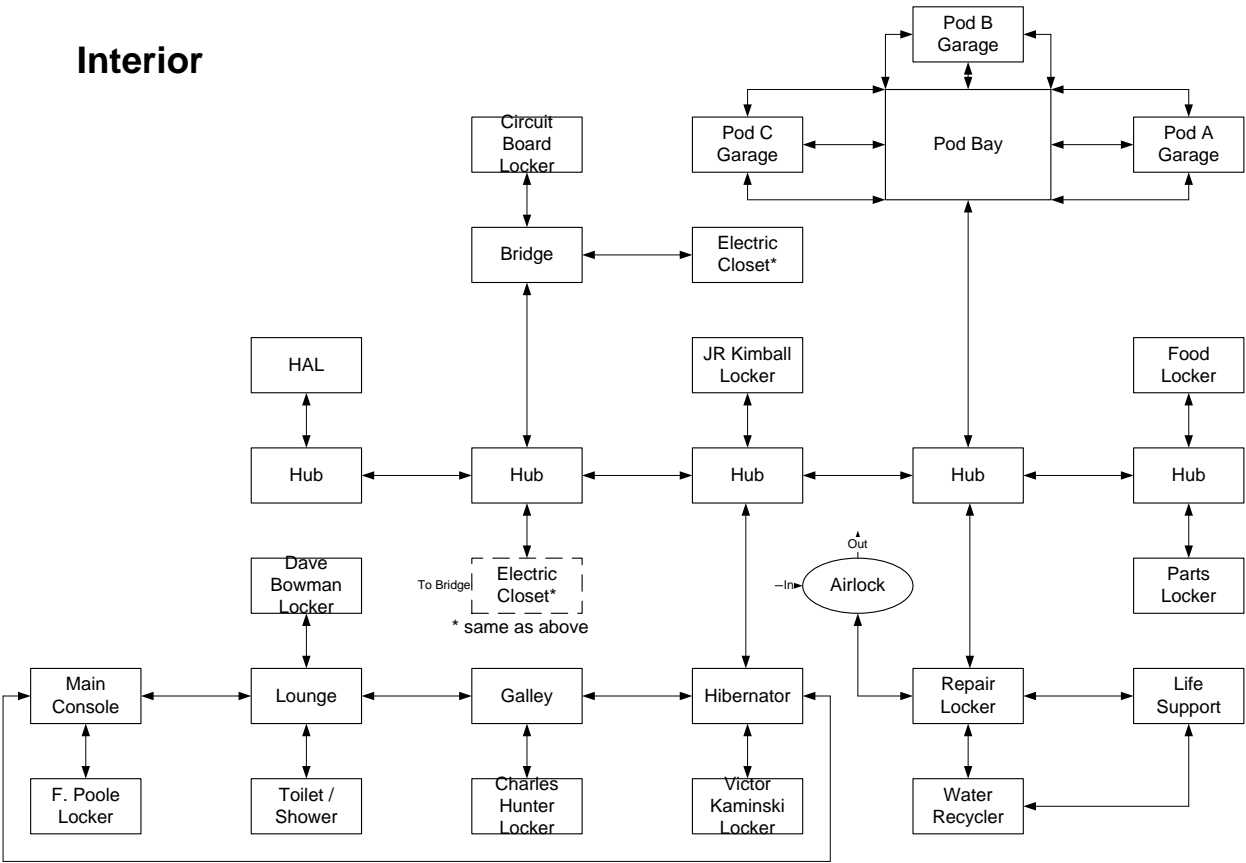 Interior
Pod B
Garage
Circuit
Board
Locker
Pod C
Garage
Pod Bay
Pod A
Garage
Bridge
Electric
Closet*
HAL
JR Kimball
Locker
Food
Locker
Hub
Hub
Hub
Hub
Hub
Dave
Bowman
Locker
To Bridge
Electric
Closet*
* same as above
Out
In
Airlock
Parts
Locker
Main
Console
Lounge
Galley
Hibernator
Repair
Locker
Life
Support
F. Poole
Locker
Toilet /
Shower
Charles
Hunter
Locker
Victor
Kaminski
Locker
Water
Recycler